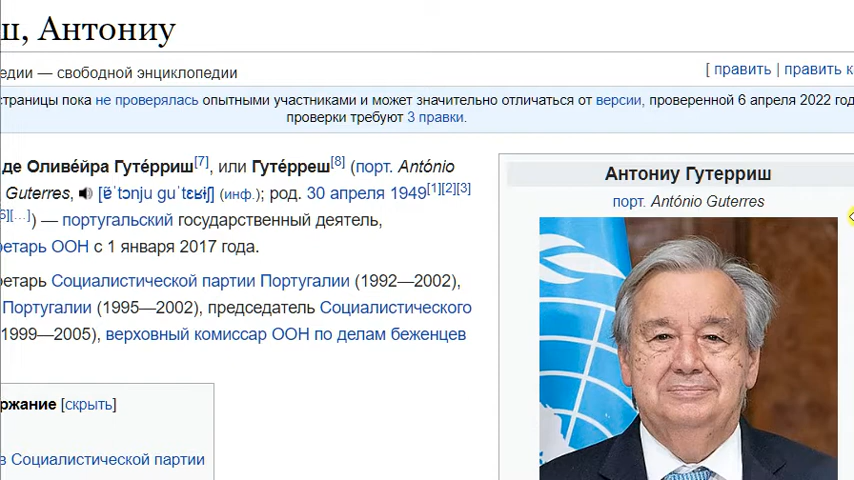 ш, Антониу
едии — свободной энциклопедии
[ править | править к
страницы пока не проверялась опытными участниками и может значительно отличаться от версии, проверенной 6 апреля 2022 год
проверки требуют 3 правки.
де Оливе́йра Гуте́рриш[7], или Гуте́рреш[8] (порт. António
Guterres, [ɐ̃ˈtɔnju ɡuˈtɛʁɨʃ] (инф.); род. 30 апреля 1949[1][2][3]
6][…]) — португальский государственный деятель,
ретарь ООН с 1 января 2017 года.
ретарь Социалистической партии Португалии (1992—2002),
Португалии (1995—2002), председатель Социалистического
1999—2005), верховный комиссар ООН по делам беженцев
ржание [скрыть]
в Социалистической партии
Антониу Гутерриш
порт. António Guterres